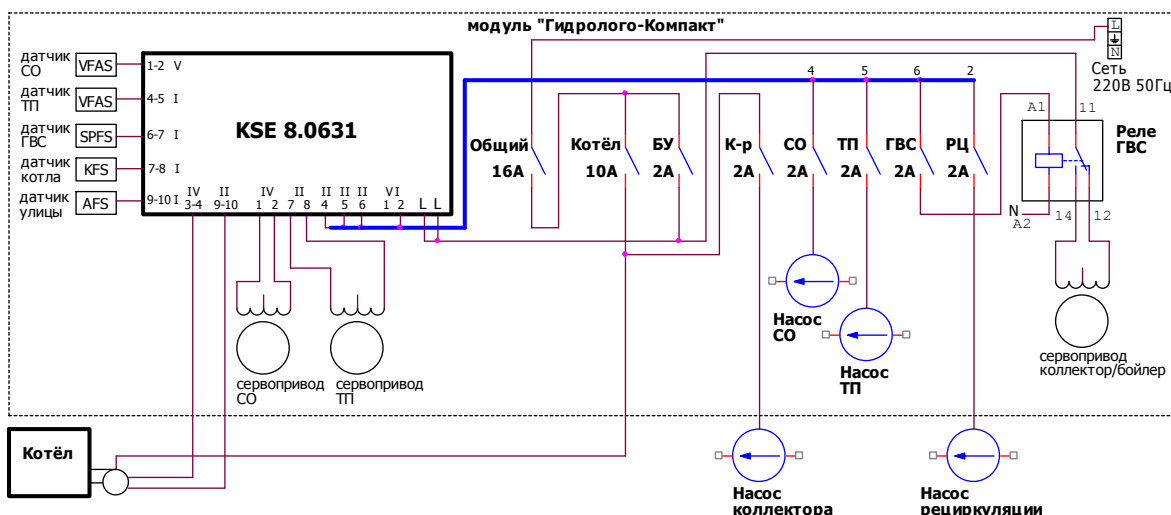 модуль "Гидролого-Компакт"
L
N
Сеть
220В 50Гц
датчик
СО
VFAS
1-2 V
датчик
ТП
VFAS
4-5 I
датчик
ГВС
SPFS
6-7 I
датчик
котла
KFS
7-8 I
датчик
улицы
AFS
9-10 I
KSE 8.0631
IV
3-4
II
9-10
IV
1 2
II
7 8
II
4
II
5
II
6
VI
1 2
L L
4 5 6 2
Общий
16А
Котёл
10А
БУ
2А
К-р
2А
СО
2А
ТП
2А
ГВС
2А
РЦ
2А
A1
11
Реле
ГВС
N
A2
14
12
сервопривод
СО
сервопривод
ТП
Насос
СО
Насос
ТП
сервопривод
коллектор/бойлер
Котёл
Насос
коллектора
Насос
рециркуляции